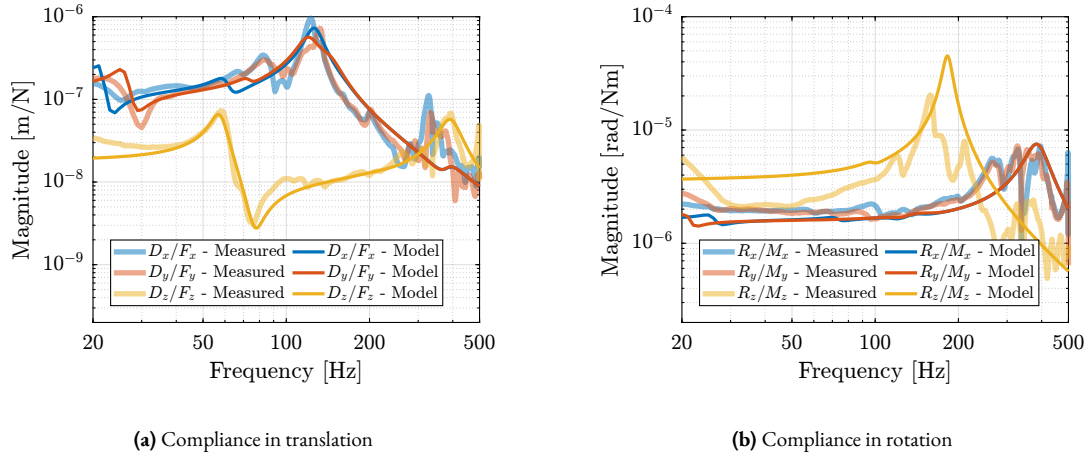 Magnitude [m/N]
10^{-6}
10^{-7}
10^{-8}
10^{-9}
D_x/F_x - Measured
D_y/F_y - Measured
D_z/F_z - Measured
D_x/F_x - Model
D_y/F_y - Model
D_z/F_z - Model
20 50 100 200 500
Frequency [Hz]
(a) Compliance in translation
Magnitude [rad/Nm]
10^{-4}
10^{-5}
10^{-6}
R_x/M_x - Measured
R_y/M_y - Measured
R_z/M_z - Measured
R_x/M_x - Model
R_y/M_y - Model
R_z/M_z - Model
20 50 100 200 500
Frequency [Hz]
(b) Compliance in rotation